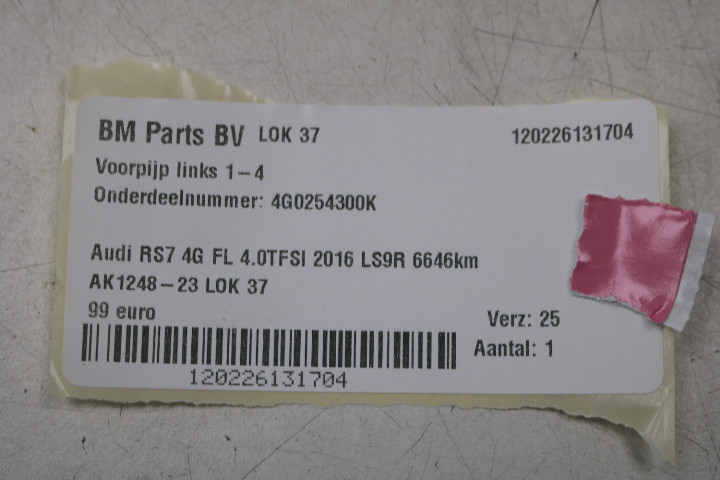 BM Parts BV LOK 37 120226131704
Voorpijp links 1-4
Onderdeelnummer: 4G0254300K
Audi RS7 4G FL 4.0TFSI 2016 LS9R 6646km
AK1248-23 LOK 37
99 euro
Verz: 25
Aantal: 1
120226131704